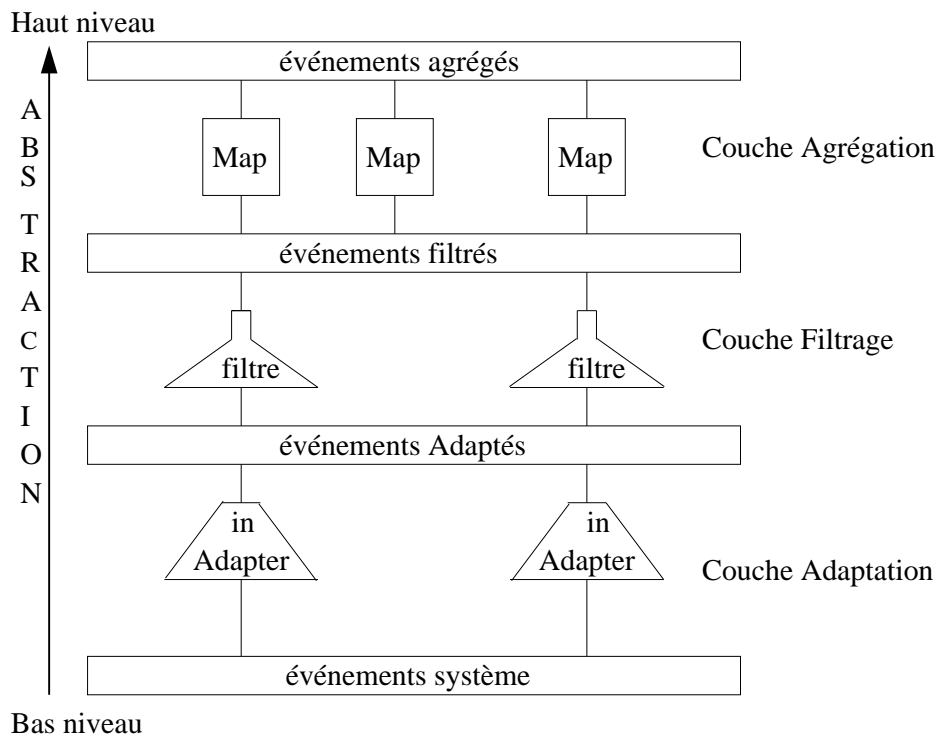 Haut niveau
événements agrégés
ABSTRACTION
Map Map Map
Couche Agrégation
événements filtrés
filtre filtre
Couche Filtrage
événements Adaptés
in in
Adapter Adapter
Couche Adaptation
événements système
Bas niveau